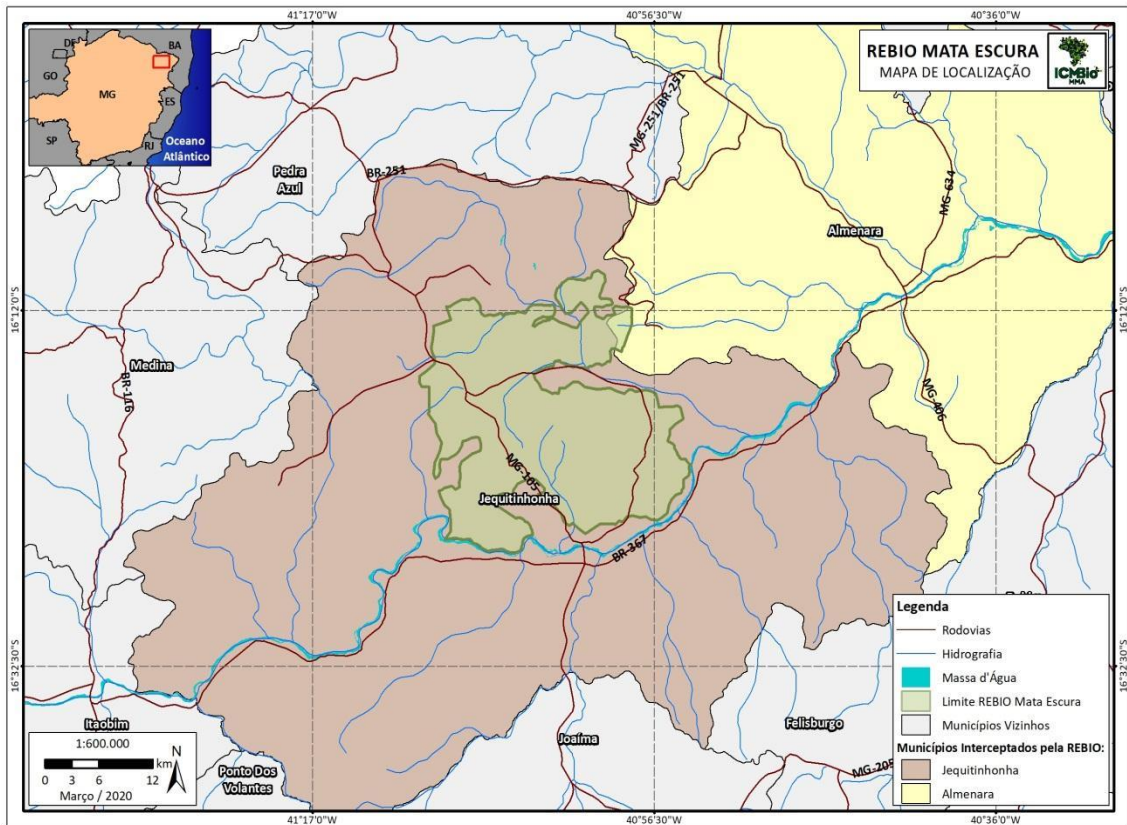 41°17'0"W
40°56'30"W
40°36'0"W
DF
BA
GO
MG
ES
SP
RJ
Oceano
Atlântico
REBIO MATA ESCURA
MAPA DE LOCALIZAÇÃO
ICMBio
MMA
MG-251/BR-251
Pedra
Azul
BR-251
MG-634
Almenara
16°12'0"S
16°12'0"S
Medina
BR-116
MG-406
MG-105
Jequitinhonha
BR-367
16°32'30"S
16°32'30"S
Itaobim
Joaíma
Felisburgo
Ponto Dos
Volantes
MG-205
1:600.000
N
km
0 3 6 12
Março / 2020
Legenda
Rodovias
Hidrografia
Massa d'Água
Limite REBIO Mata Escura
Municípios Vizinhos
Municípios Interceptados pela REBIO:
Jequitinhonha
Almenara
41°17'0"W
40°56'30"W
40°36'0"W